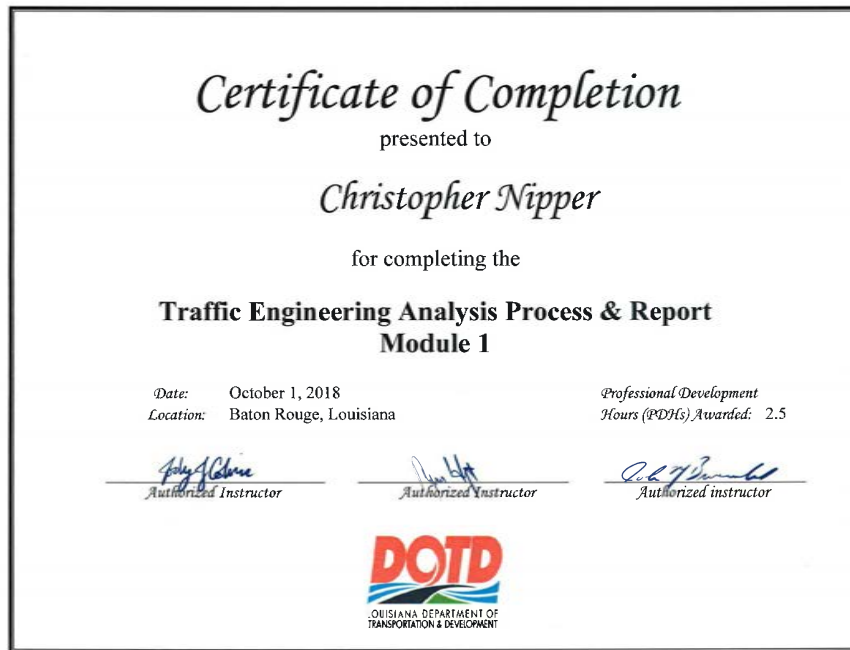 Certificate of Completion
presented to
Christopher Nipper
for completing the
Traffic Engineering Analysis Process & Report
Module 1
Date: October 1, 2018
Location: Baton Rouge, Louisiana
Professional Development
Hours (PDHs) Awarded: 2.5
Authorized Instructor
Authorized Instructor
Authorized instructor
DOTD
LOUISIANA DEPARTMENT OF
TRANSPORTATION & DEVELOPMENT